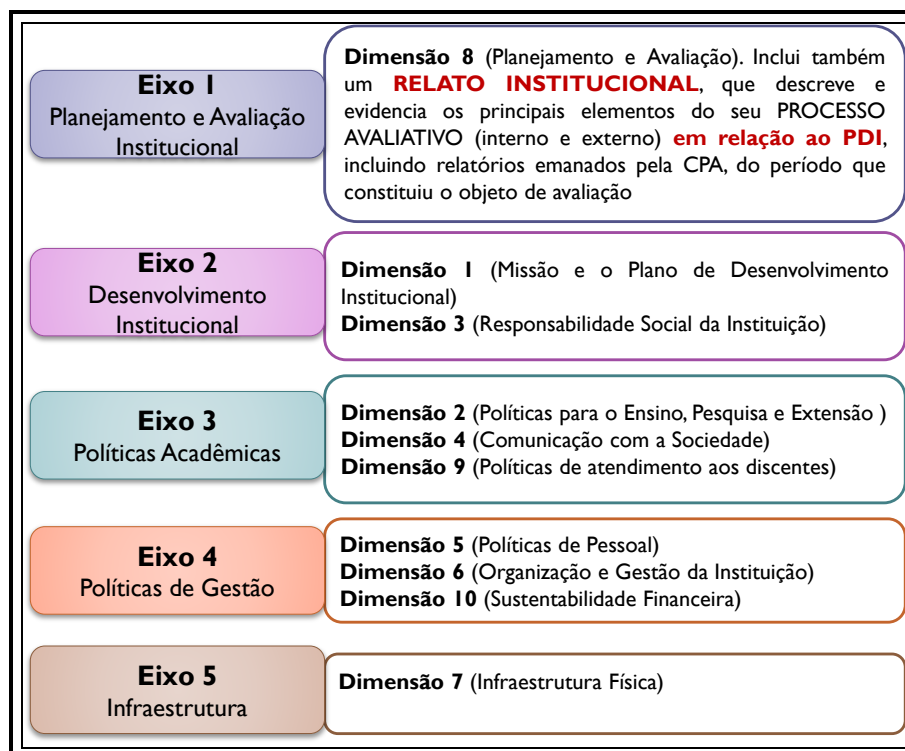 Eixo 1
Planejamento e Avaliação
Institucional
Dimensão 8 (Planejamento e Avaliação). Inclui também
um RELATO INSTITUCIONAL, que descreve e
evidencia os principais elementos do seu PROCESSO
AVALIATIVO (interno e externo) em relação ao PDI,
incluindo relatórios emanados pela CPA, do período que
constituiu o objeto de avaliação
Eixo 2
Desenvolvimento
Institucional
Dimensão 1 (Missão e o Plano de Desenvolvimento
Institucional)
Dimensão 3 (Responsabilidade Social da Instituição)
Eixo 3
Políticas Acadêmicas
Dimensão 2 (Políticas para o Ensino, Pesquisa e Extensão )
Dimensão 4 (Comunicação com a Sociedade)
Dimensão 9 (Políticas de atendimento aos discentes)
Eixo 4
Políticas de Gestão
Dimensão 5 (Políticas de Pessoal)
Dimensão 6 (Organização e Gestão da Instituição)
Dimensão 10 (Sustentabilidade Financeira)
Eixo 5
Infraestrutura
Dimensão 7 (Infraestrutura Física)